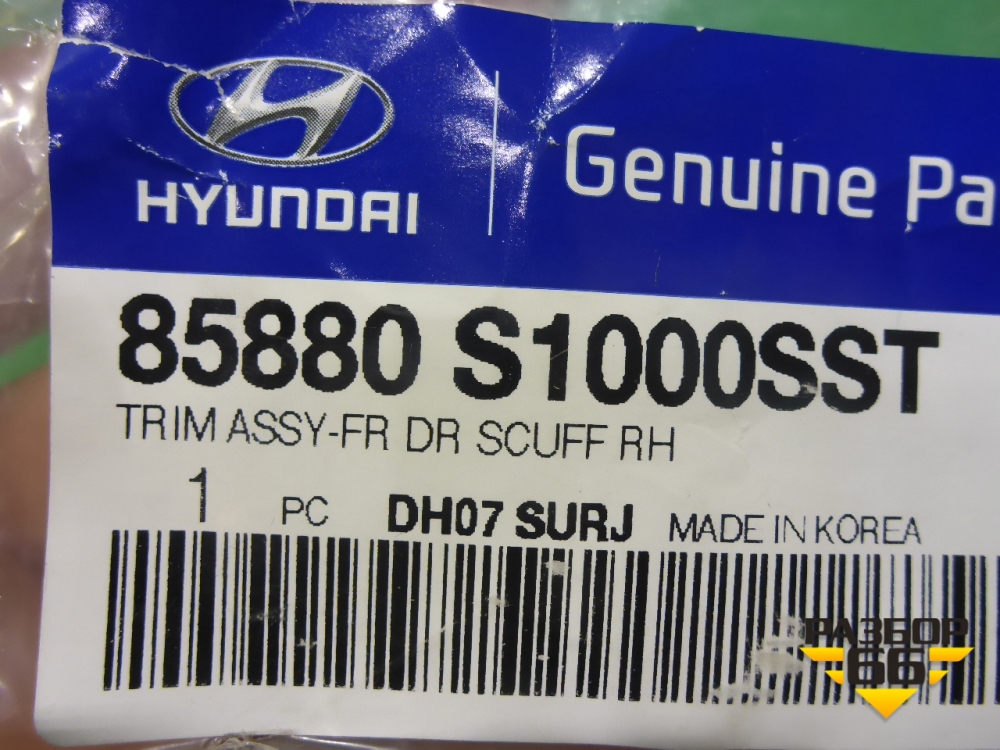 HYUNDAI
Genuine Pa
85880 S1000SST
TRIM ASSY-FR DR SCUFF RH
1 PC DH07 SURJ MADE IN KOREA
РАЗБОР
66